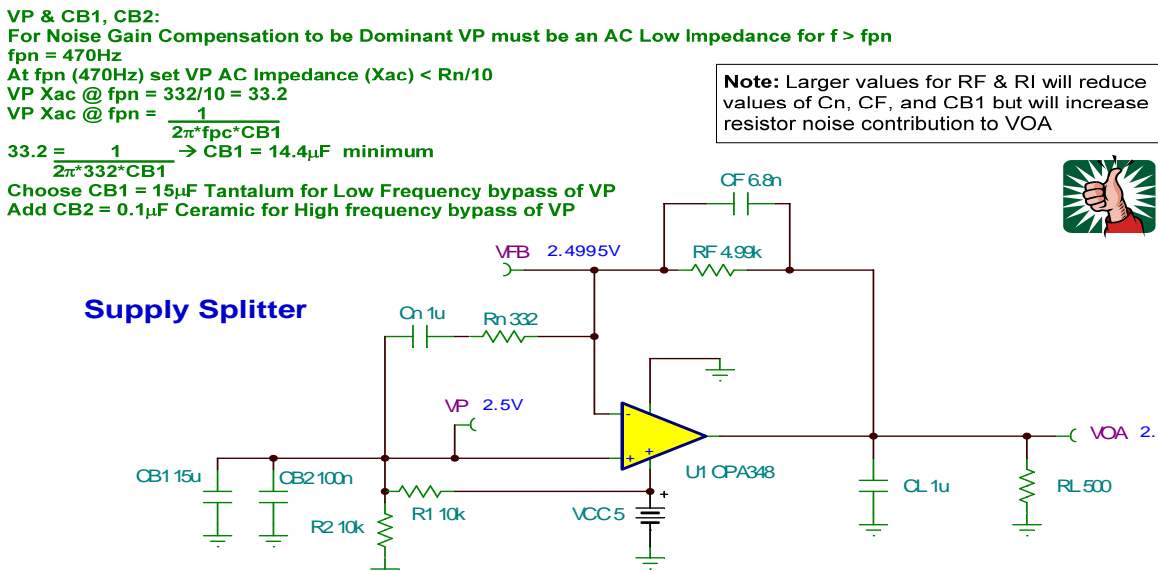 VP & CB1, CB2:
For Noise Gain Compensation to be Dominant VP must be an AC Low Impedance for f > fpn
fpn = 470Hz
At fpn (470Hz) set VP AC Impedance (Xac) < Rn/10
VP Xac @ fpn = 332/10 = 33.2
VP Xac @ fpn = 1
2π*fpc*CB1
33.2 = 1 → CB1 = 14.4μF minimum
2π*332*CB1
Choose CB1 = 15μF Tantalum for Low Frequency bypass of VP
Add CB2 = 0.1μF Ceramic for High frequency bypass of VP
Note: Larger values for RF & RI will reduce
values of Cn, CF, and CB1 but will increase
resistor noise contribution to VOA
CF 6.8n
VFB 2.4995V
RF 4.99k
Supply Splitter
Cn 1u
Rn 332
VP 2.5V
-
+
+
U1 OPA348
VOA 2.
CB1 15u
CB2 100n
R1 10k
R2 10k
VCC 5
+
CL 1u
RL 500